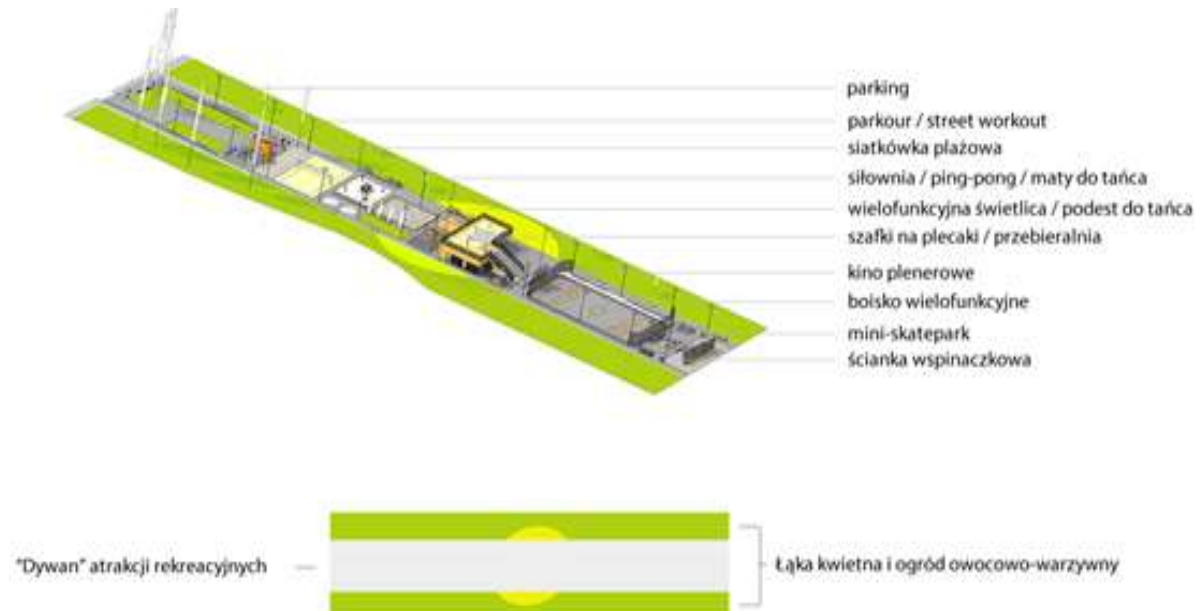 parking
parkour / street workout
siatkówka plażowa
siłownia / ping-pong / maty do tańca
wielofunkcyjna świetlica / podest do tańca
szafki na plecaki / przebieralnia
kino plenerowe
boisko wielofunkcyjne
mini-skatepark
ścianka wspinaczkowa
"Dywan" atrakcji rekreacyjnych
Łąka kwietna i ogród owocowo-warzywny